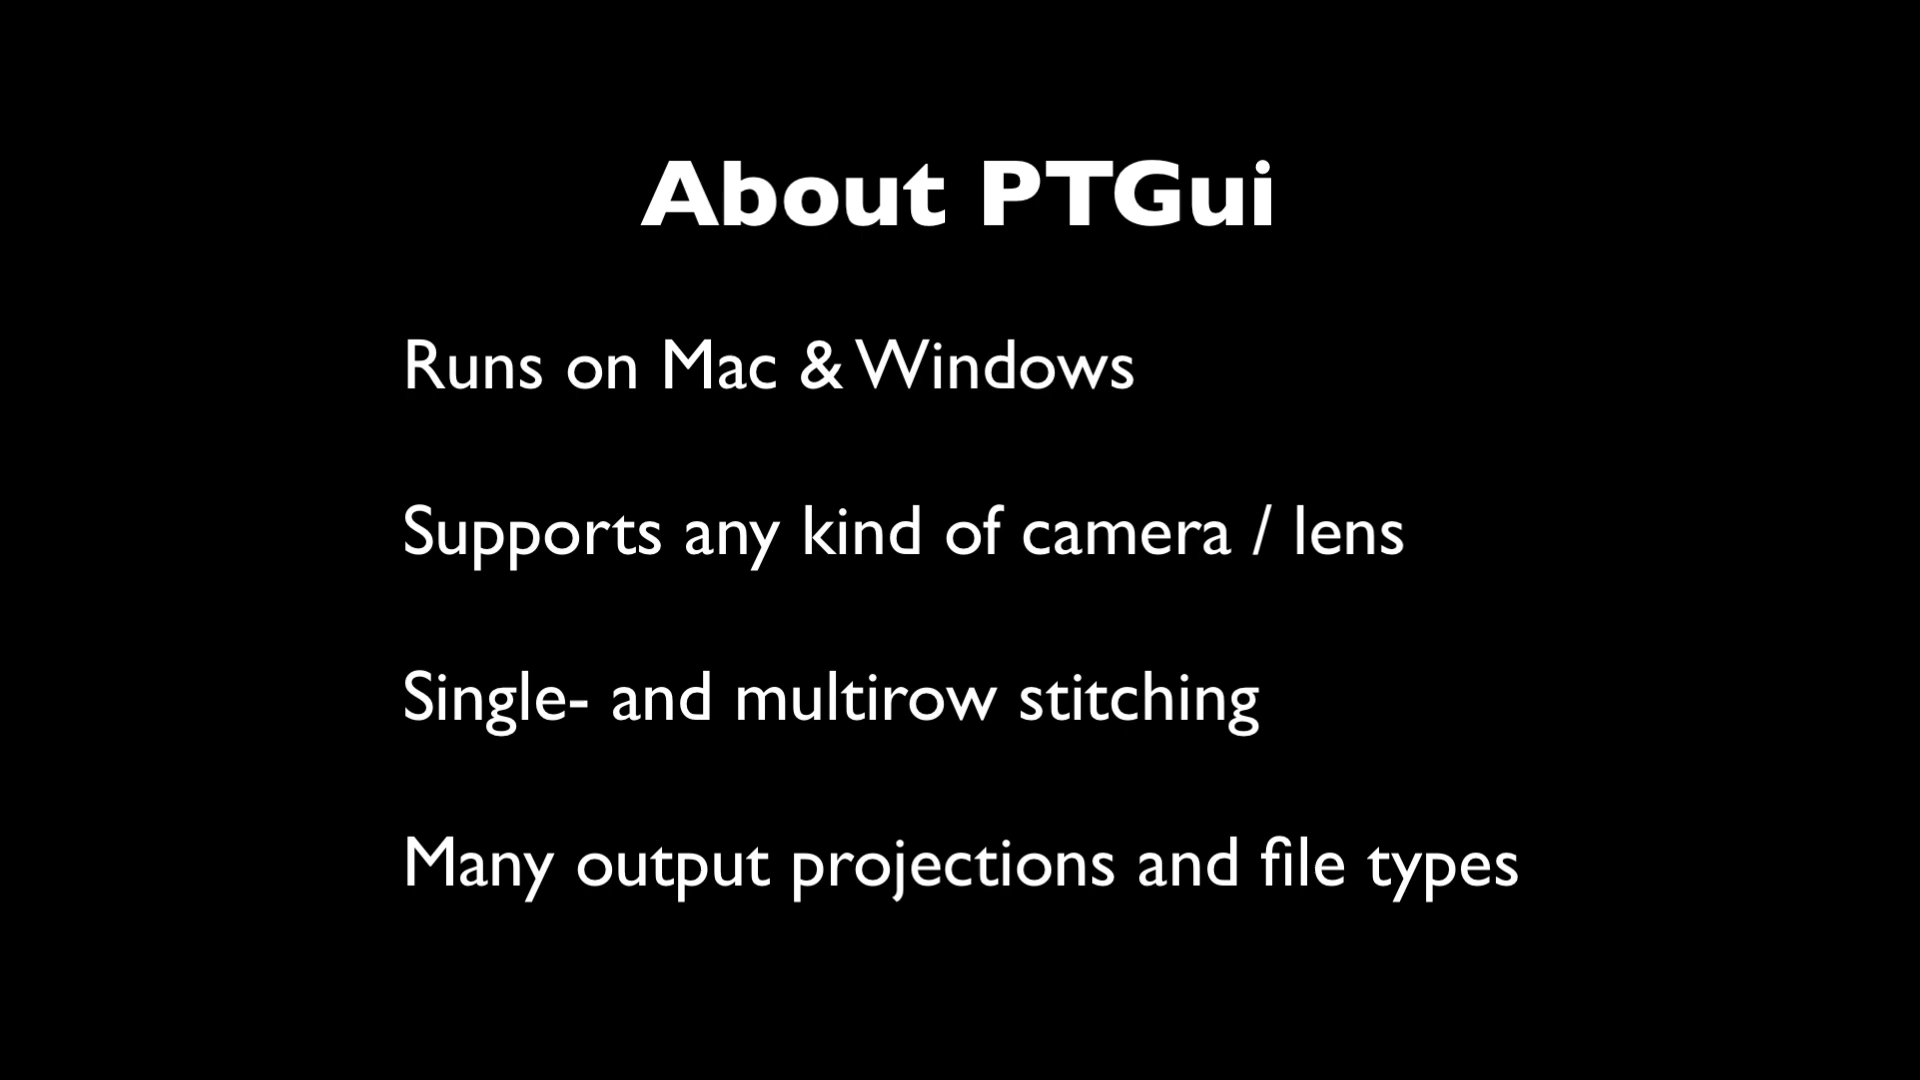 About PTGui
Runs on Mac & Windows
Supports any kind of camera / lens
Single- and multirow stitching
Many output projections and file types